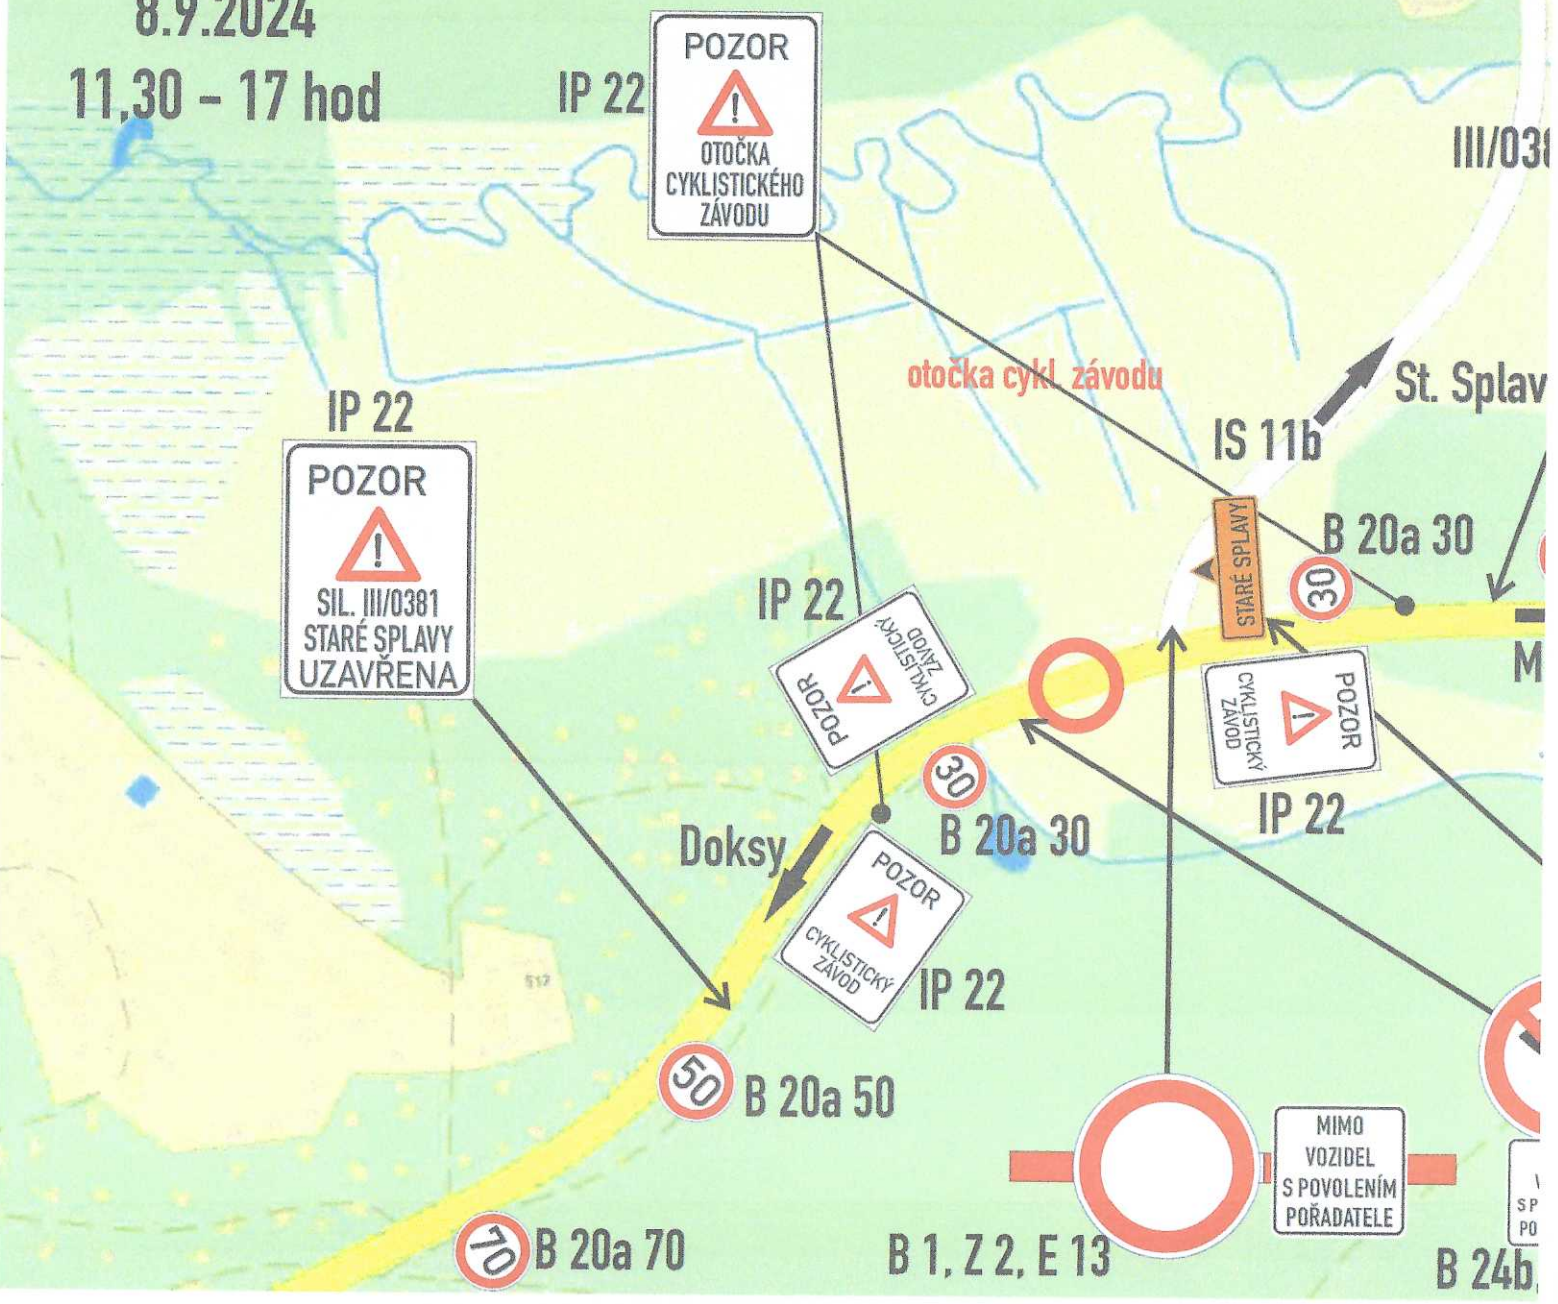 8.9.2024
11,30 – 17 hod
IP 22
POZOR
!
OTOČKA
CYKLISTICKÉHO
ZÁVODU
III/038
otočka cykl. závodu
St. Splav
IS 11b
STARÉ SPLAVY
B 20a 30
30
IP 22
POZOR
!
SIL. III/0381
STARÉ SPLAVY
UZAVŘENA
IP 22
POZOR
!
CYKLISTICKÝ
ZÁVOD
POZOR
!
CYKLISTICKÝ
ZÁVOD
IP 22
M
30
B 20a 30
Doksy
POZOR
!
CYKLISTICKÝ
ZÁVOD
IP 22
50
B 20a 50
70
B 20a 70
MIMO
VOZIDEL
S POVOLENÍM
POŘADATELE
B 1, Z 2, E 13
S P
PO
B 24b,